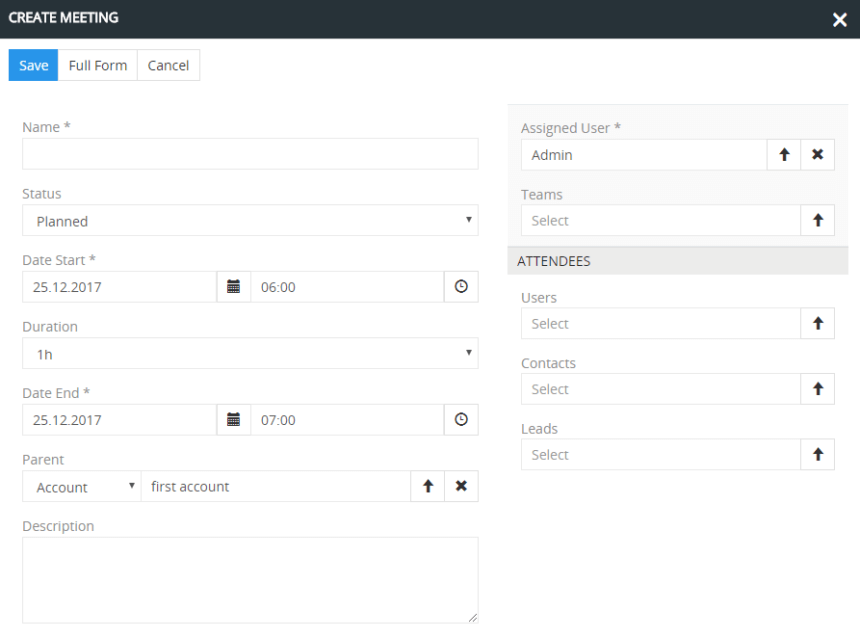 CREATE MEETING
Save Full Form Cancel
Name *
Status
Planned
Date Start *
25.12.2017 06:00
Duration
1h
Date End *
25.12.2017 07:00
Parent
Account first account
Description
Assigned User *
Admin
Teams
Select
ATTENDEES
Users
Select
Contacts
Select
Leads
Select